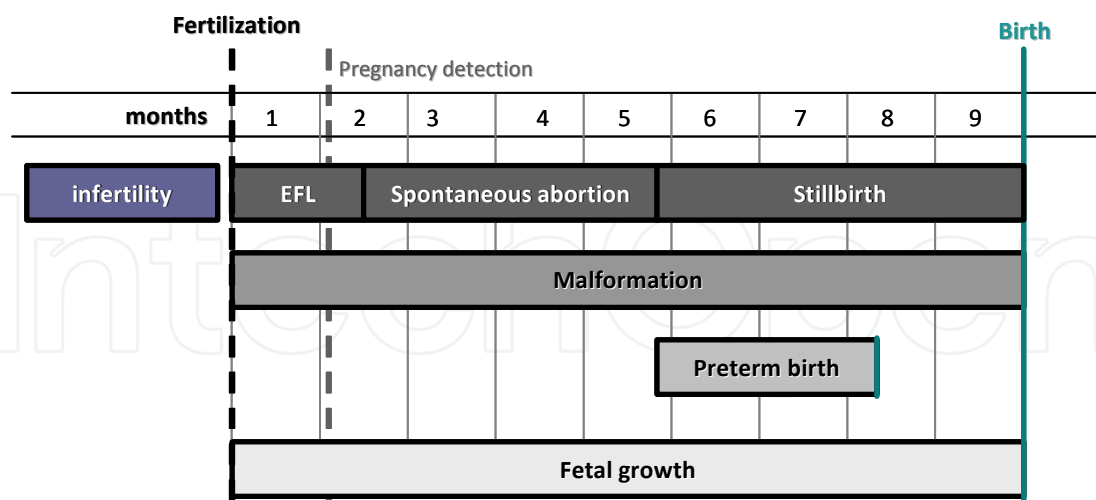 Fertilization
Birth
Pregnancy detection
months 1 2 3 4 5 6 7 8 9
infertility EFL Spontaneous abortion Stillbirth
Malformation
Preterm birth
Fetal growth
IntechOpen